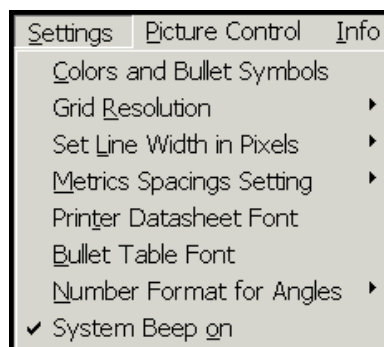 Settings Picture Control Info
Colors and Bullet Symbols
Grid Resolution
Set Line Width in Pixels
Metrics Spacings Setting
Printer Datasheet Font
Bullet Table Font
Number Format for Angles
System Beep on